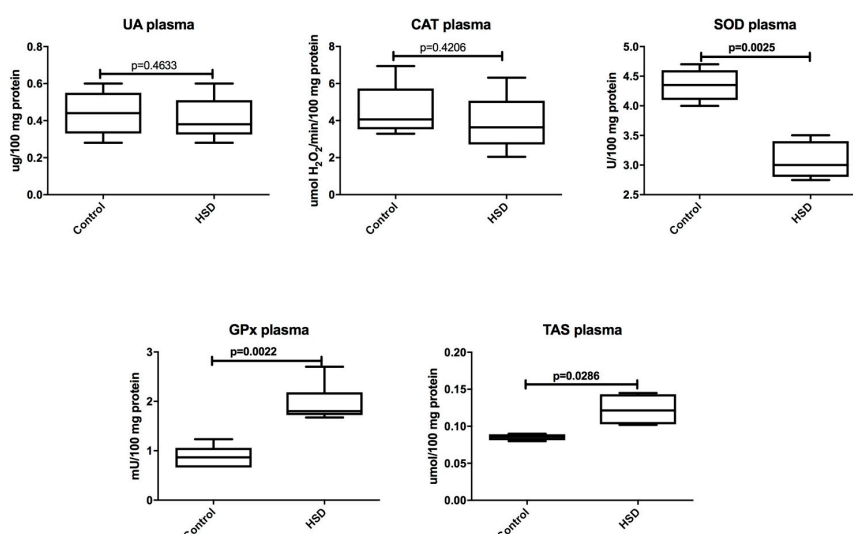 UA plasma
0.8
0.6
0.4
0.2
0.0
ug/100 mg protein
p=0.4633
Control
HSD
CAT plasma
8
6
4
2
0
umol H₂O₂/min/100 mg protein
p=0.4206
Control
HSD
SOD plasma
5.0
4.5
4.0
3.5
3.0
2.5
U/100 mg protein
p=0.0025
Control
HSD
GPx plasma
3
2
1
0
mU/100 mg protein
p=0.0022
Control
HSD
TAS plasma
0.20
0.15
0.10
0.05
0.00
umol/100 mg protein
p=0.0286
Control
HSD